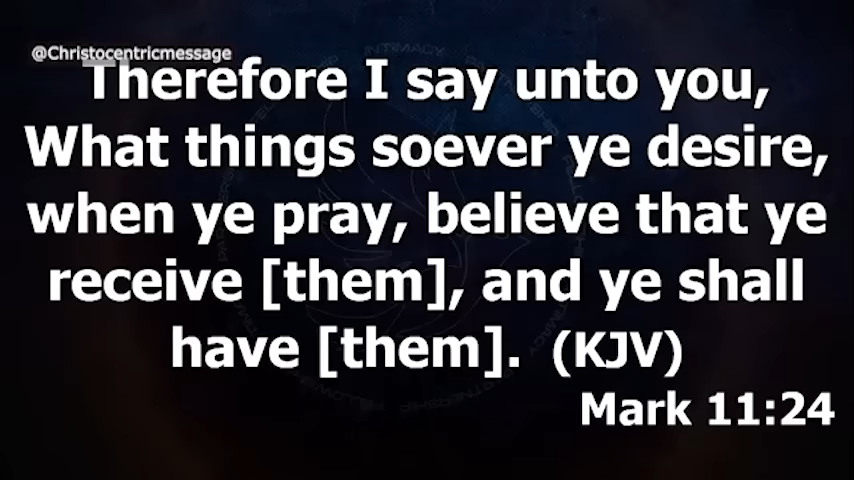 @Christocentricmessage
Therefore I say unto you,
What things soever ye desire,
when ye pray, believe that ye
receive [them], and ye shall
have [them]. (KJV)
Mark 11:24
INTIMACY